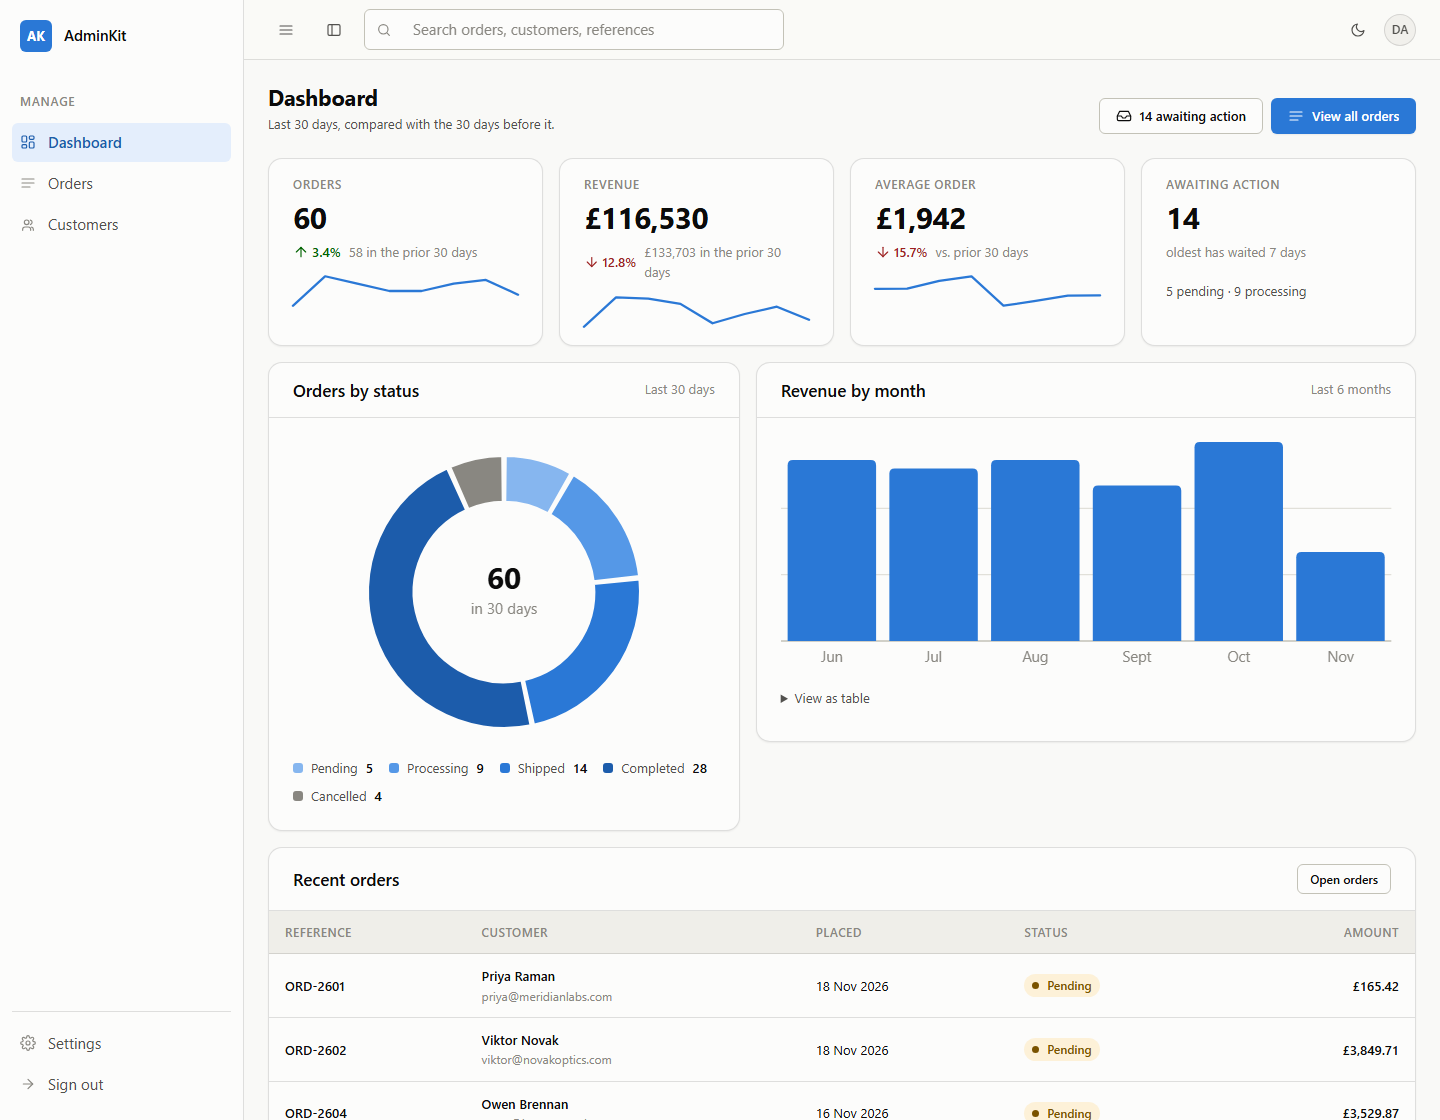 AK AdminKit
Search orders, customers, references
DA
MANAGE
Dashboard
Orders
Customers
Settings
Sign out
Dashboard
Last 30 days, compared with the 30 days before it.
14 awaiting action
View all orders
ORDERS
60
3.4% 58 in the prior 30 days
REVENUE
£116,530
12.8% £133,703 in the prior 30
days
AVERAGE ORDER
£1,942
15.7% vs. prior 30 days
AWAITING ACTION
14
oldest has waited 7 days
5 pending · 9 processing
Orders by status Last 30 days
60
in 30 days
Pending 5 Processing 9 Shipped 14 Completed 28
Cancelled 4
Revenue by month Last 6 months
Jun Jul Aug Sept Oct Nov
View as table
Recent orders Open orders
REFERENCE CUSTOMER PLACED STATUS AMOUNT
ORD-2601 Priya Raman 18 Nov 2026 Pending £165.42
priya@meridianlabs.com
ORD-2602 Viktor Novak 18 Nov 2026 Pending £3,849.71
viktor@novakoptics.com
ORD-2604 Owen Brennan 16 Nov 2026 Pending £3,529.87